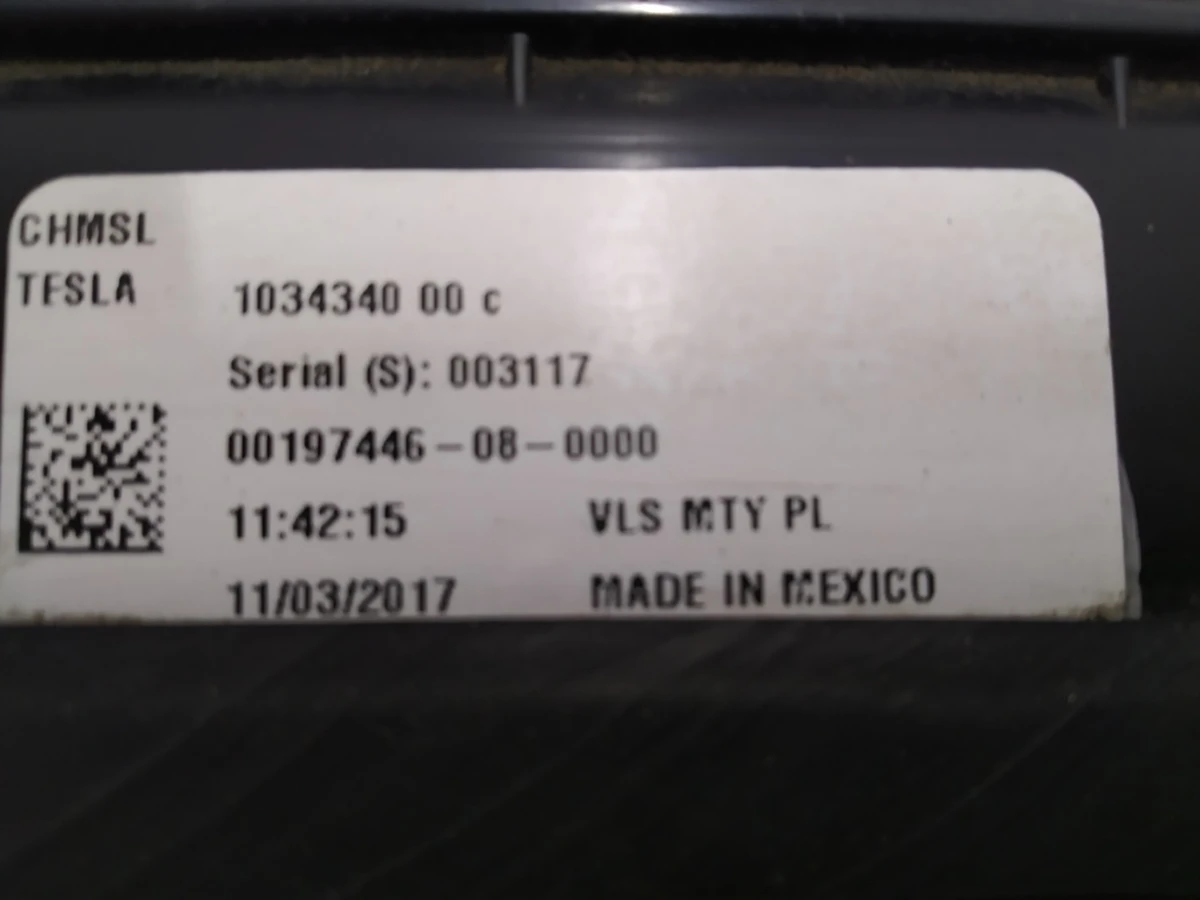 CHMSL
TESLA 1034340 00 c
Serial (S): 003117
00197446-08-0000
11:42:15 VLS MTY PL
11/03/2017 MADE IN MEXICO